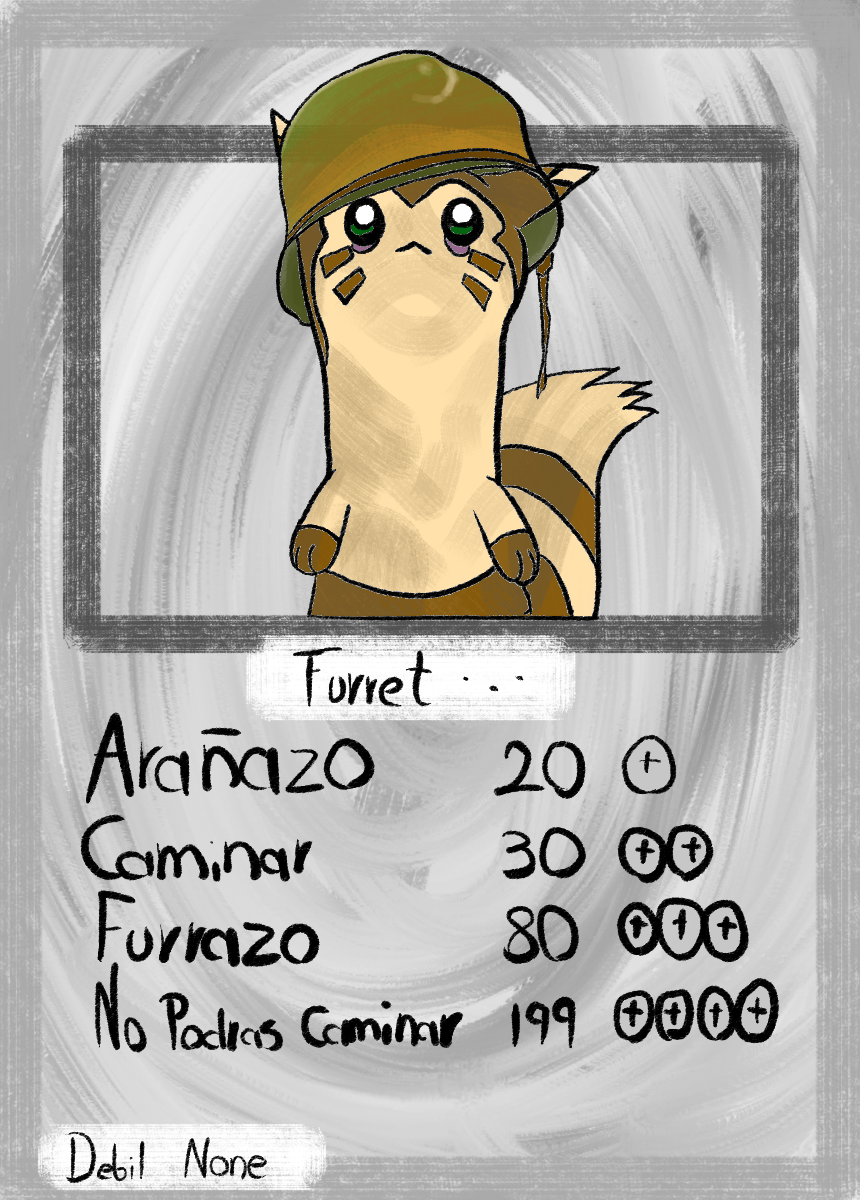 Furret ...
Arañazo 20 +
Caminar 30 + +
Furrazo 80 + + +
No Podras Caminar 199 + + + +
Debil None